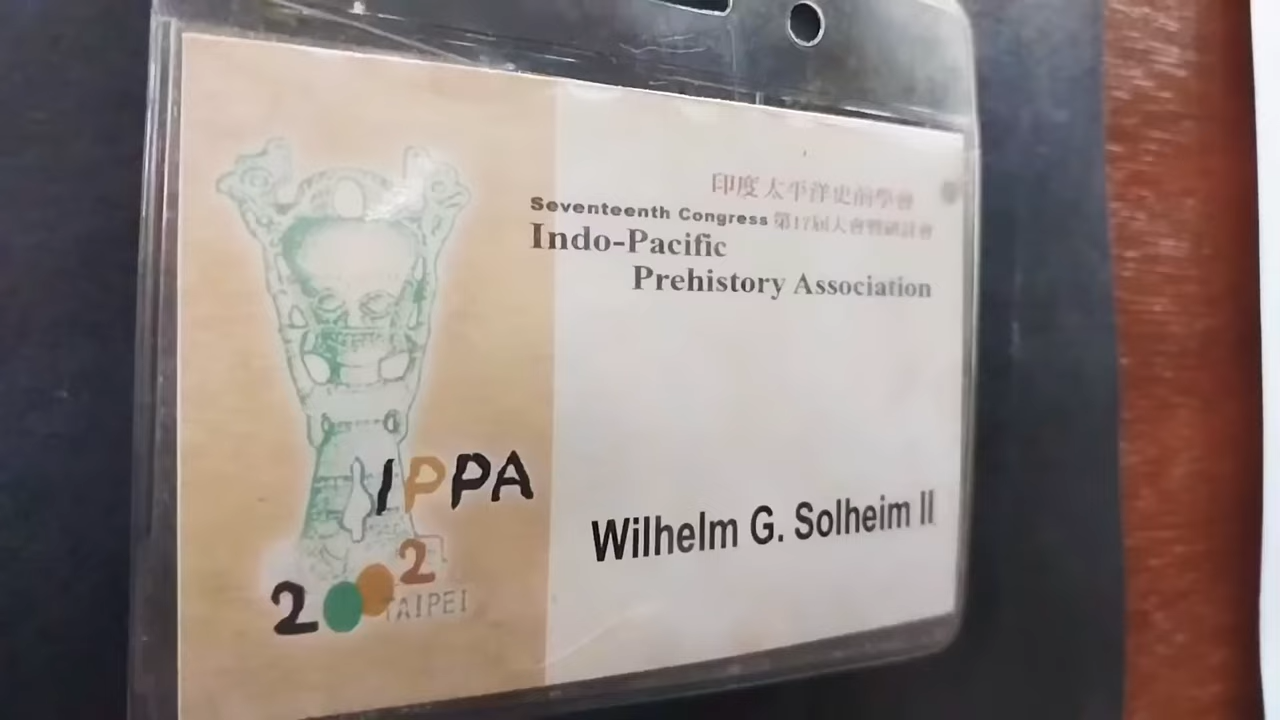 印度太平洋史前學會
Seventeenth Congress 第17屆大會暨研討會
Indo-Pacific
Prehistory Association
IPPA
2002
TAIPEI
Wilhelm G. Solheim II